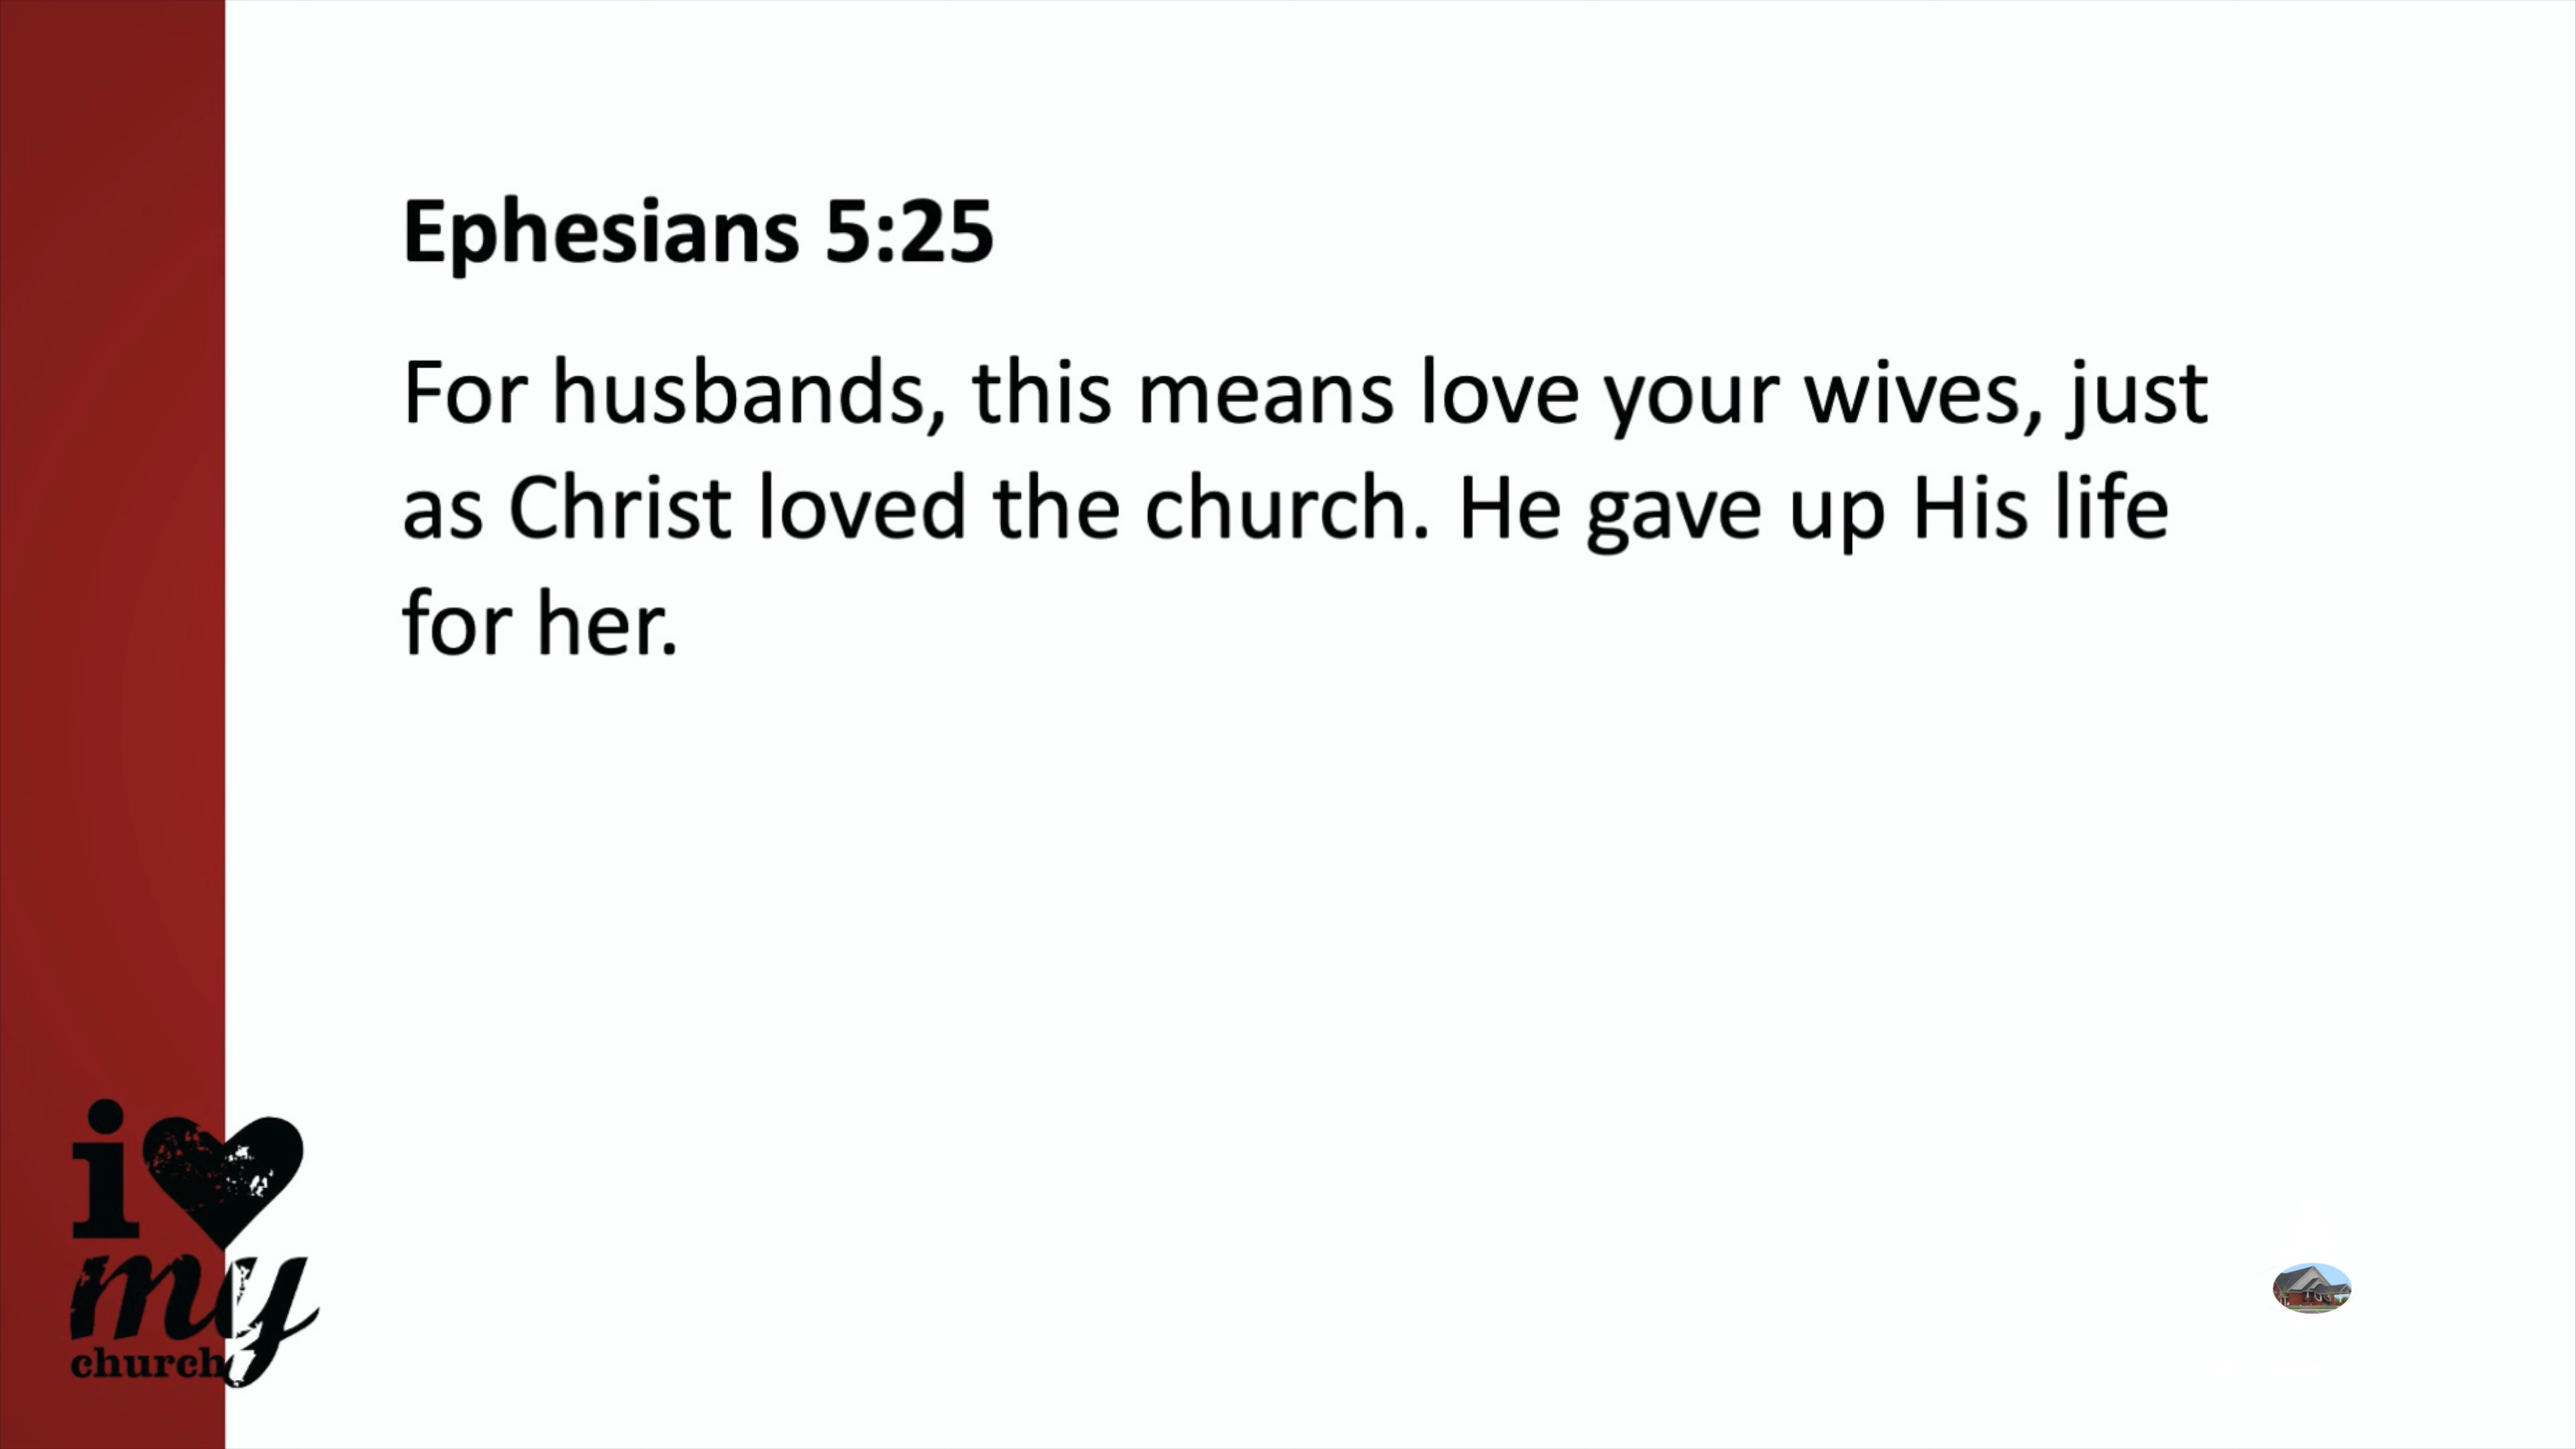 Ephesians 5:25
For husbands, this means love your wives, just
as Christ loved the church. He gave up His life
for her.
i
my
church